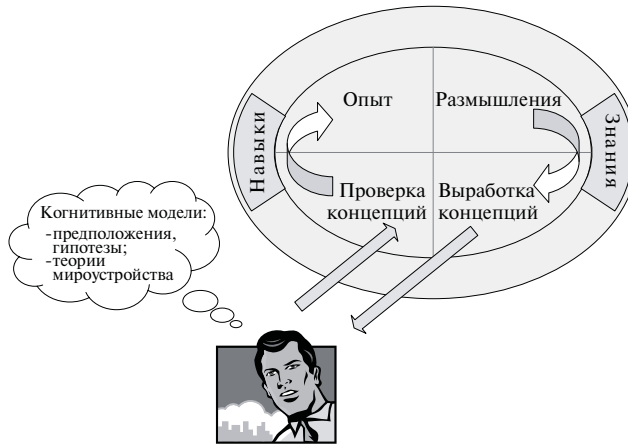 Опыт
Размышления
Навыки
Знания
Проверка
концепций
Выработка
концепций
Когнитивные модели:
-предположения,
гипотезы;
-теории
мироустройства